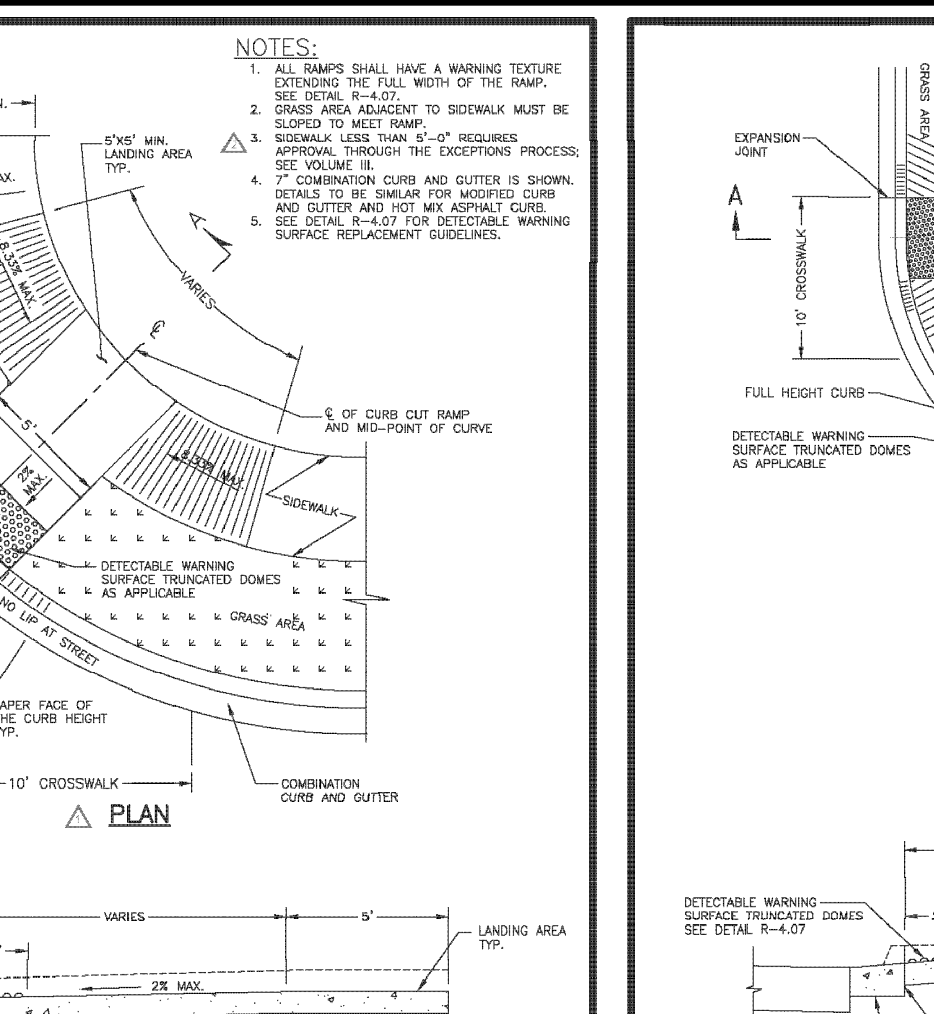 NOTES:
1. ALL RAMPS SHALL HAVE A WARNING TEXTURE
EXTENDING THE FULL WIDTH OF THE RAMP.
SEE DETAIL R-4.07.
2. GRASS AREA ADJACENT TO SIDEWALK MUST BE
SLOPED TO MEET RAMP.
3. SIDEWALK LESS THAN 5'-0" REQUIRES
APPROVAL THROUGH THE EXCEPTIONS PROCESS;
SEE VOLUME III.
4. 7" COMBINATION CURB AND GUTTER IS SHOWN.
DETAILS TO BE SIMILAR FOR MODIFIED CURB
AND GUTTER AND HOT MIX ASPHALT CURB.
5. SEE DETAIL R-4.07 FOR DETECTABLE WARNING
SURFACE REPLACEMENT GUIDELINES.
N.
5'X5' MIN.
LANDING AREA
TYP.
AX.
A
8.33% MAX.
VARIES
℄
℄ OF CURB CUT RAMP
AND MID-POINT OF CURVE
5'
2%
MAX.
8.33% MAX.
SIDEWALK
DETECTABLE WARNING
SURFACE TRUNCATED DOMES
AS APPLICABLE
GRASS AREA
NO LIP AT STREET
APER FACE OF
HE CURB HEIGHT
YP.
10' CROSSWALK
COMBINATION
CURB AND GUTTER
1 PLAN
VARIES
5'
LANDING AREA
TYP.
2% MAX.
GRASS AREA
EXPANSION
JOINT
A
10' CROSSWALK
FULL HEIGHT CURB
DETECTABLE WARNING
SURFACE TRUNCATED DOMES
AS APPLICABLE
DETECTABLE WARNING
SURFACE TRUNCATED DOMES
SEE DETAIL R-4.07